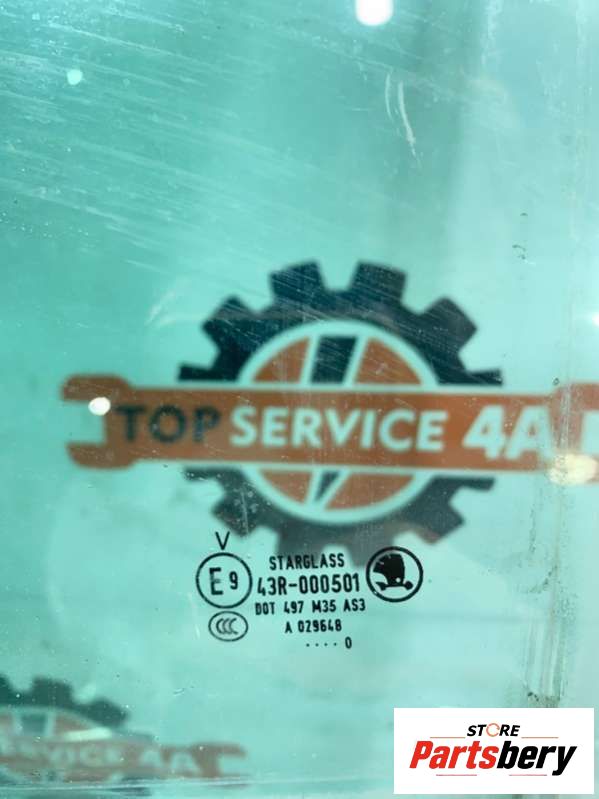 TOP SERVICE 4A
V
E9
STARGLASS
43R-000501
DOT 497 M35 AS3
CCC
A 029648
.... 0
SERVICE 4A
STORE
Partsbery